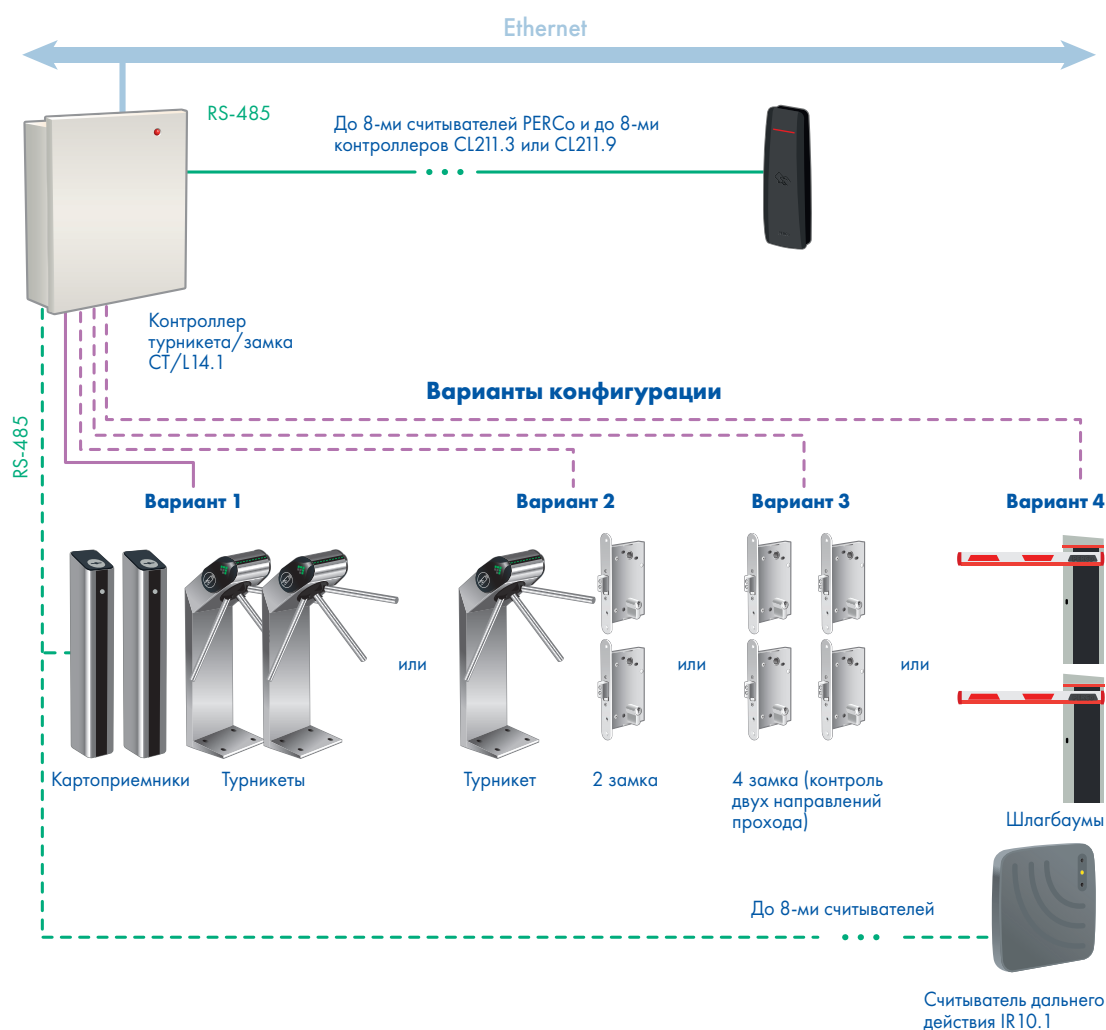 Ethernet
RS-485
До 8-ми считывателей PERCo и до 8-ми
контроллеров CL211.3 или CL211.9
Контроллер
турникета/замка
CT/L14.1
Варианты конфигурации
RS-485
Вариант 1
Вариант 2
Вариант 3
Вариант 4
или
или
или
Картоприемники
Турникеты
Турникет
2 замка
4 замка (контроль
двух направлений
прохода)
Шлагбаумы
До 8-ми считывателей
Считыватель дальнего
действия IR10.1